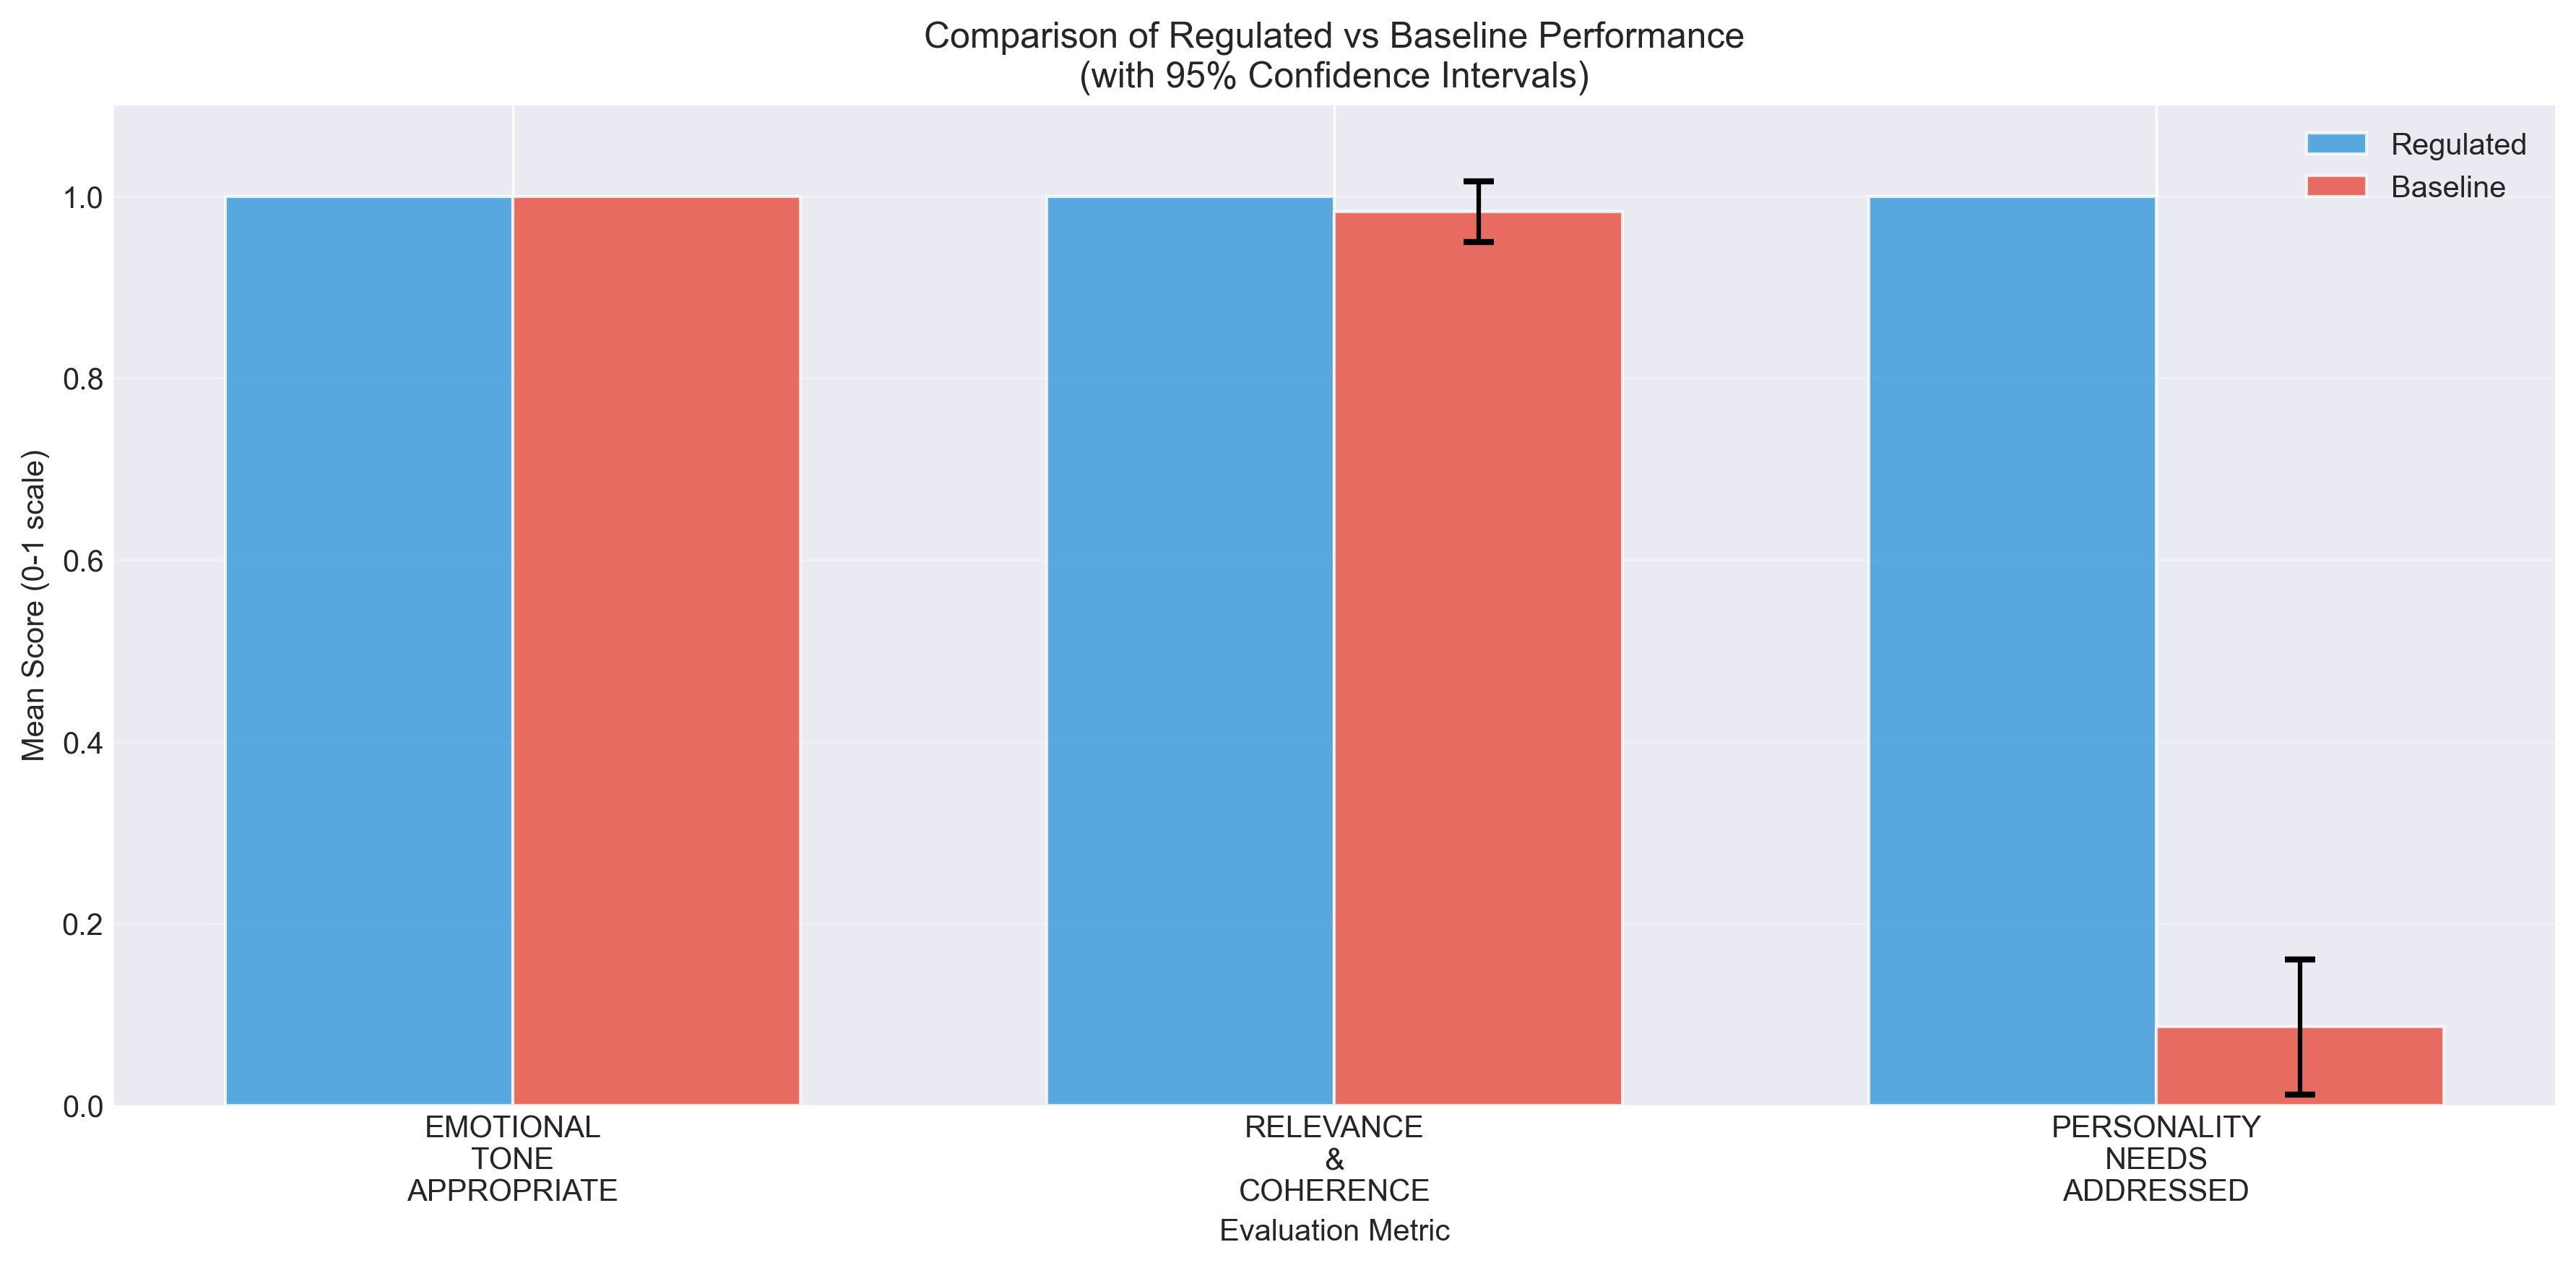 Comparison of Regulated vs Baseline Performance
(with 95% Confidence Intervals)
Regulated
Baseline
Mean Score (0-1 scale)
1.0
0.8
0.6
0.4
0.2
0.0
EMOTIONAL
TONE
APPROPRIATE
RELEVANCE
&
COHERENCE
PERSONALITY
NEEDS
ADDRESSED
Evaluation Metric